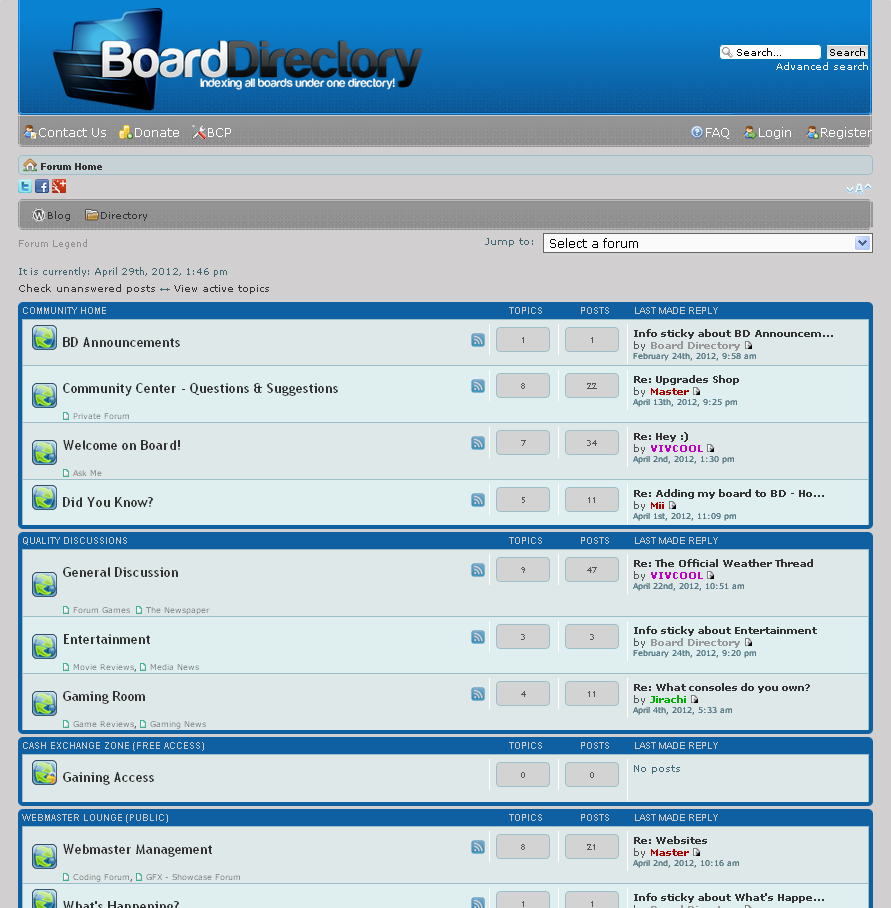 BoardDirectory
Indexing all boards under one directory!
Search... Search
Advanced search
Contact Us Donate BCP FAQ Login Register
Forum Home
A
Blog Directory
Forum Legend Jump to: Select a forum
It is currently: April 29th, 2012, 1:46 pm
Check unanswered posts ↔ View active topics
COMMUNITY HOME TOPICS POSTS LAST MADE REPLY
BD Announcements 1 1 Info sticky about BD Announcem...
by Board Directory
February 24th, 2012, 9:58 am
Community Center - Questions & Suggestions 8 22 Re: Upgrades Shop
by Master
April 13th, 2012, 9:25 pm
Private Forum
Welcome on Board! 7 34 Re: Hey :)
by VIVCOOL
April 2nd, 2012, 1:30 pm
Ask Me
Did You Know? 5 11 Re: Adding my board to BD - Ho...
by Mii
April 1st, 2012, 11:09 pm
QUALITY DISCUSSIONS TOPICS POSTS LAST MADE REPLY
General Discussion 9 47 Re: The Official Weather Thread
by VIVCOOL
April 22nd, 2012, 10:51 am
Forum Games The Newspaper
Entertainment 3 3 Info sticky about Entertainment
by Board Directory
February 24th, 2012, 9:20 pm
Movie Reviews, Media News
Gaming Room 4 11 Re: What consoles do you own?
by Jirachi
April 4th, 2012, 5:33 am
Game Reviews, Gaming News
CASH EXCHANGE ZONE (FREE ACCESS) TOPICS POSTS LAST MADE REPLY
Gaining Access 0 0 No posts
WEBMASTER LOUNGE (PUBLIC) TOPICS POSTS LAST MADE REPLY
Webmaster Management 8 21 Re: Websites
by Master
April 2nd, 2012, 10:16 am
Coding Forum, GFX - Showcase Forum
What's Happening? 1 1 Info sticky about What's Happe...
by Board Directory